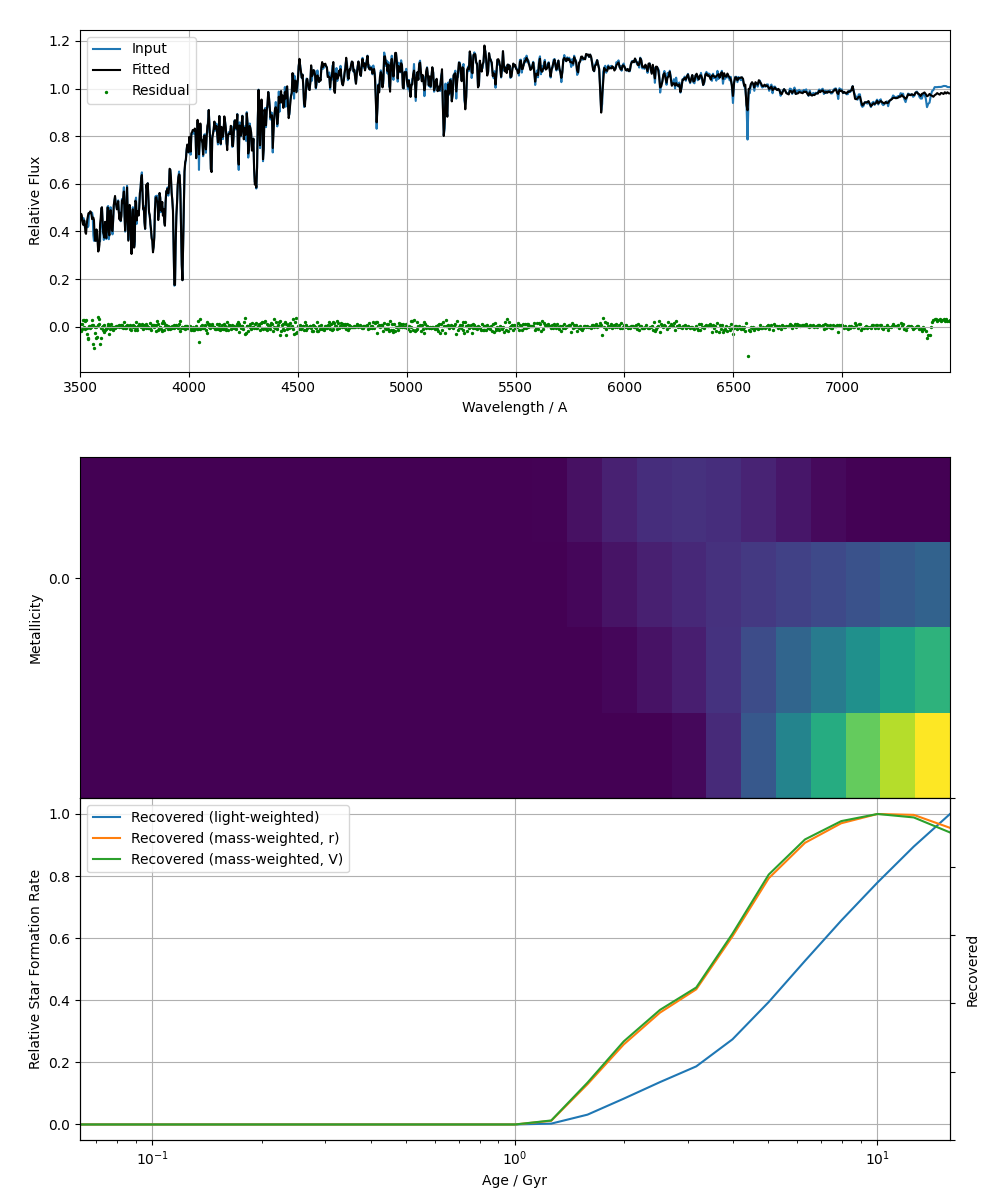 1.2
1.0
0.8
0.6
0.4
0.2
0.0
Relative Flux
Input
Fitted
Residual
3500 4000 4500 5000 5500 6000 6500 7000
Wavelength / A
0.0
Metallicity
1.0
0.8
0.6
0.4
0.2
0.0
Relative Star Formation Rate
Recovered (light-weighted)
Recovered (mass-weighted, r)
Recovered (mass-weighted, V)
Recovered
10⁻¹ 10⁰ 10¹
Age / Gyr